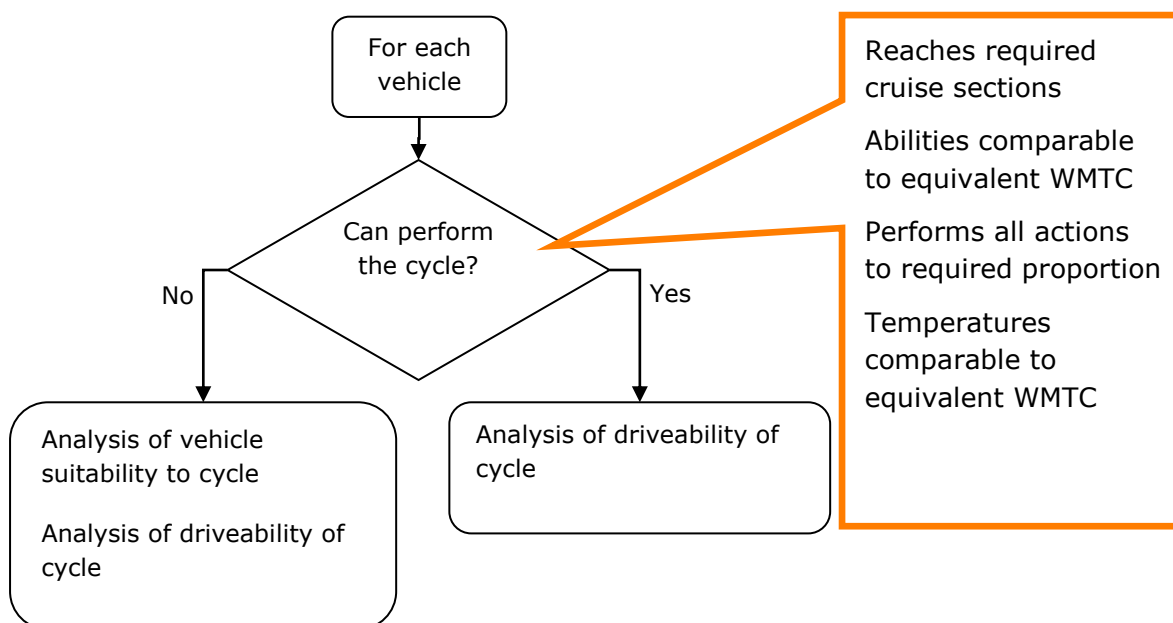 For each
vehicle
Can perform
the cycle?
No
Yes
Analysis of vehicle
suitability to cycle
Analysis of driveability of
cycle
Analysis of driveability of
cycle
Reaches required
cruise sections
Abilities comparable
to equivalent WMTC
Performs all actions
to required proportion
Temperatures
comparable to
equivalent WMTC